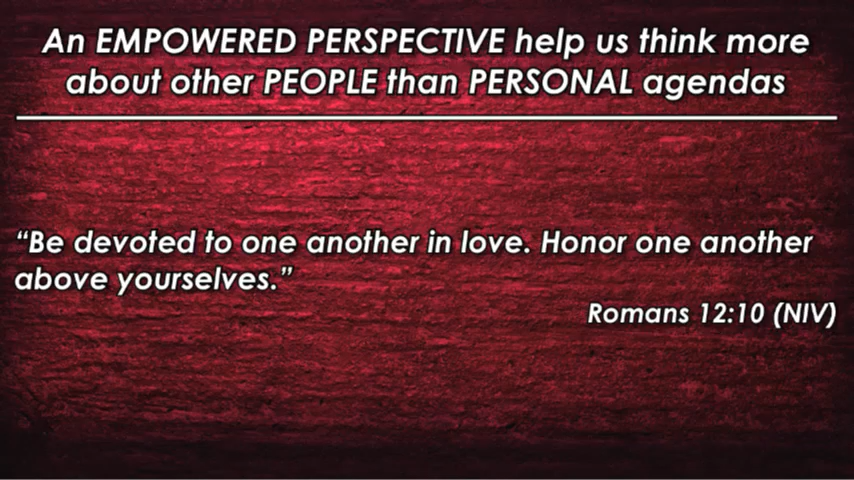 An EMPOWERED PERSPECTIVE help us think more
about other PEOPLE than PERSONAL agendas
“Be devoted to one another in love. Honor one another
above yourselves.”
Romans 12:10 (NIV)